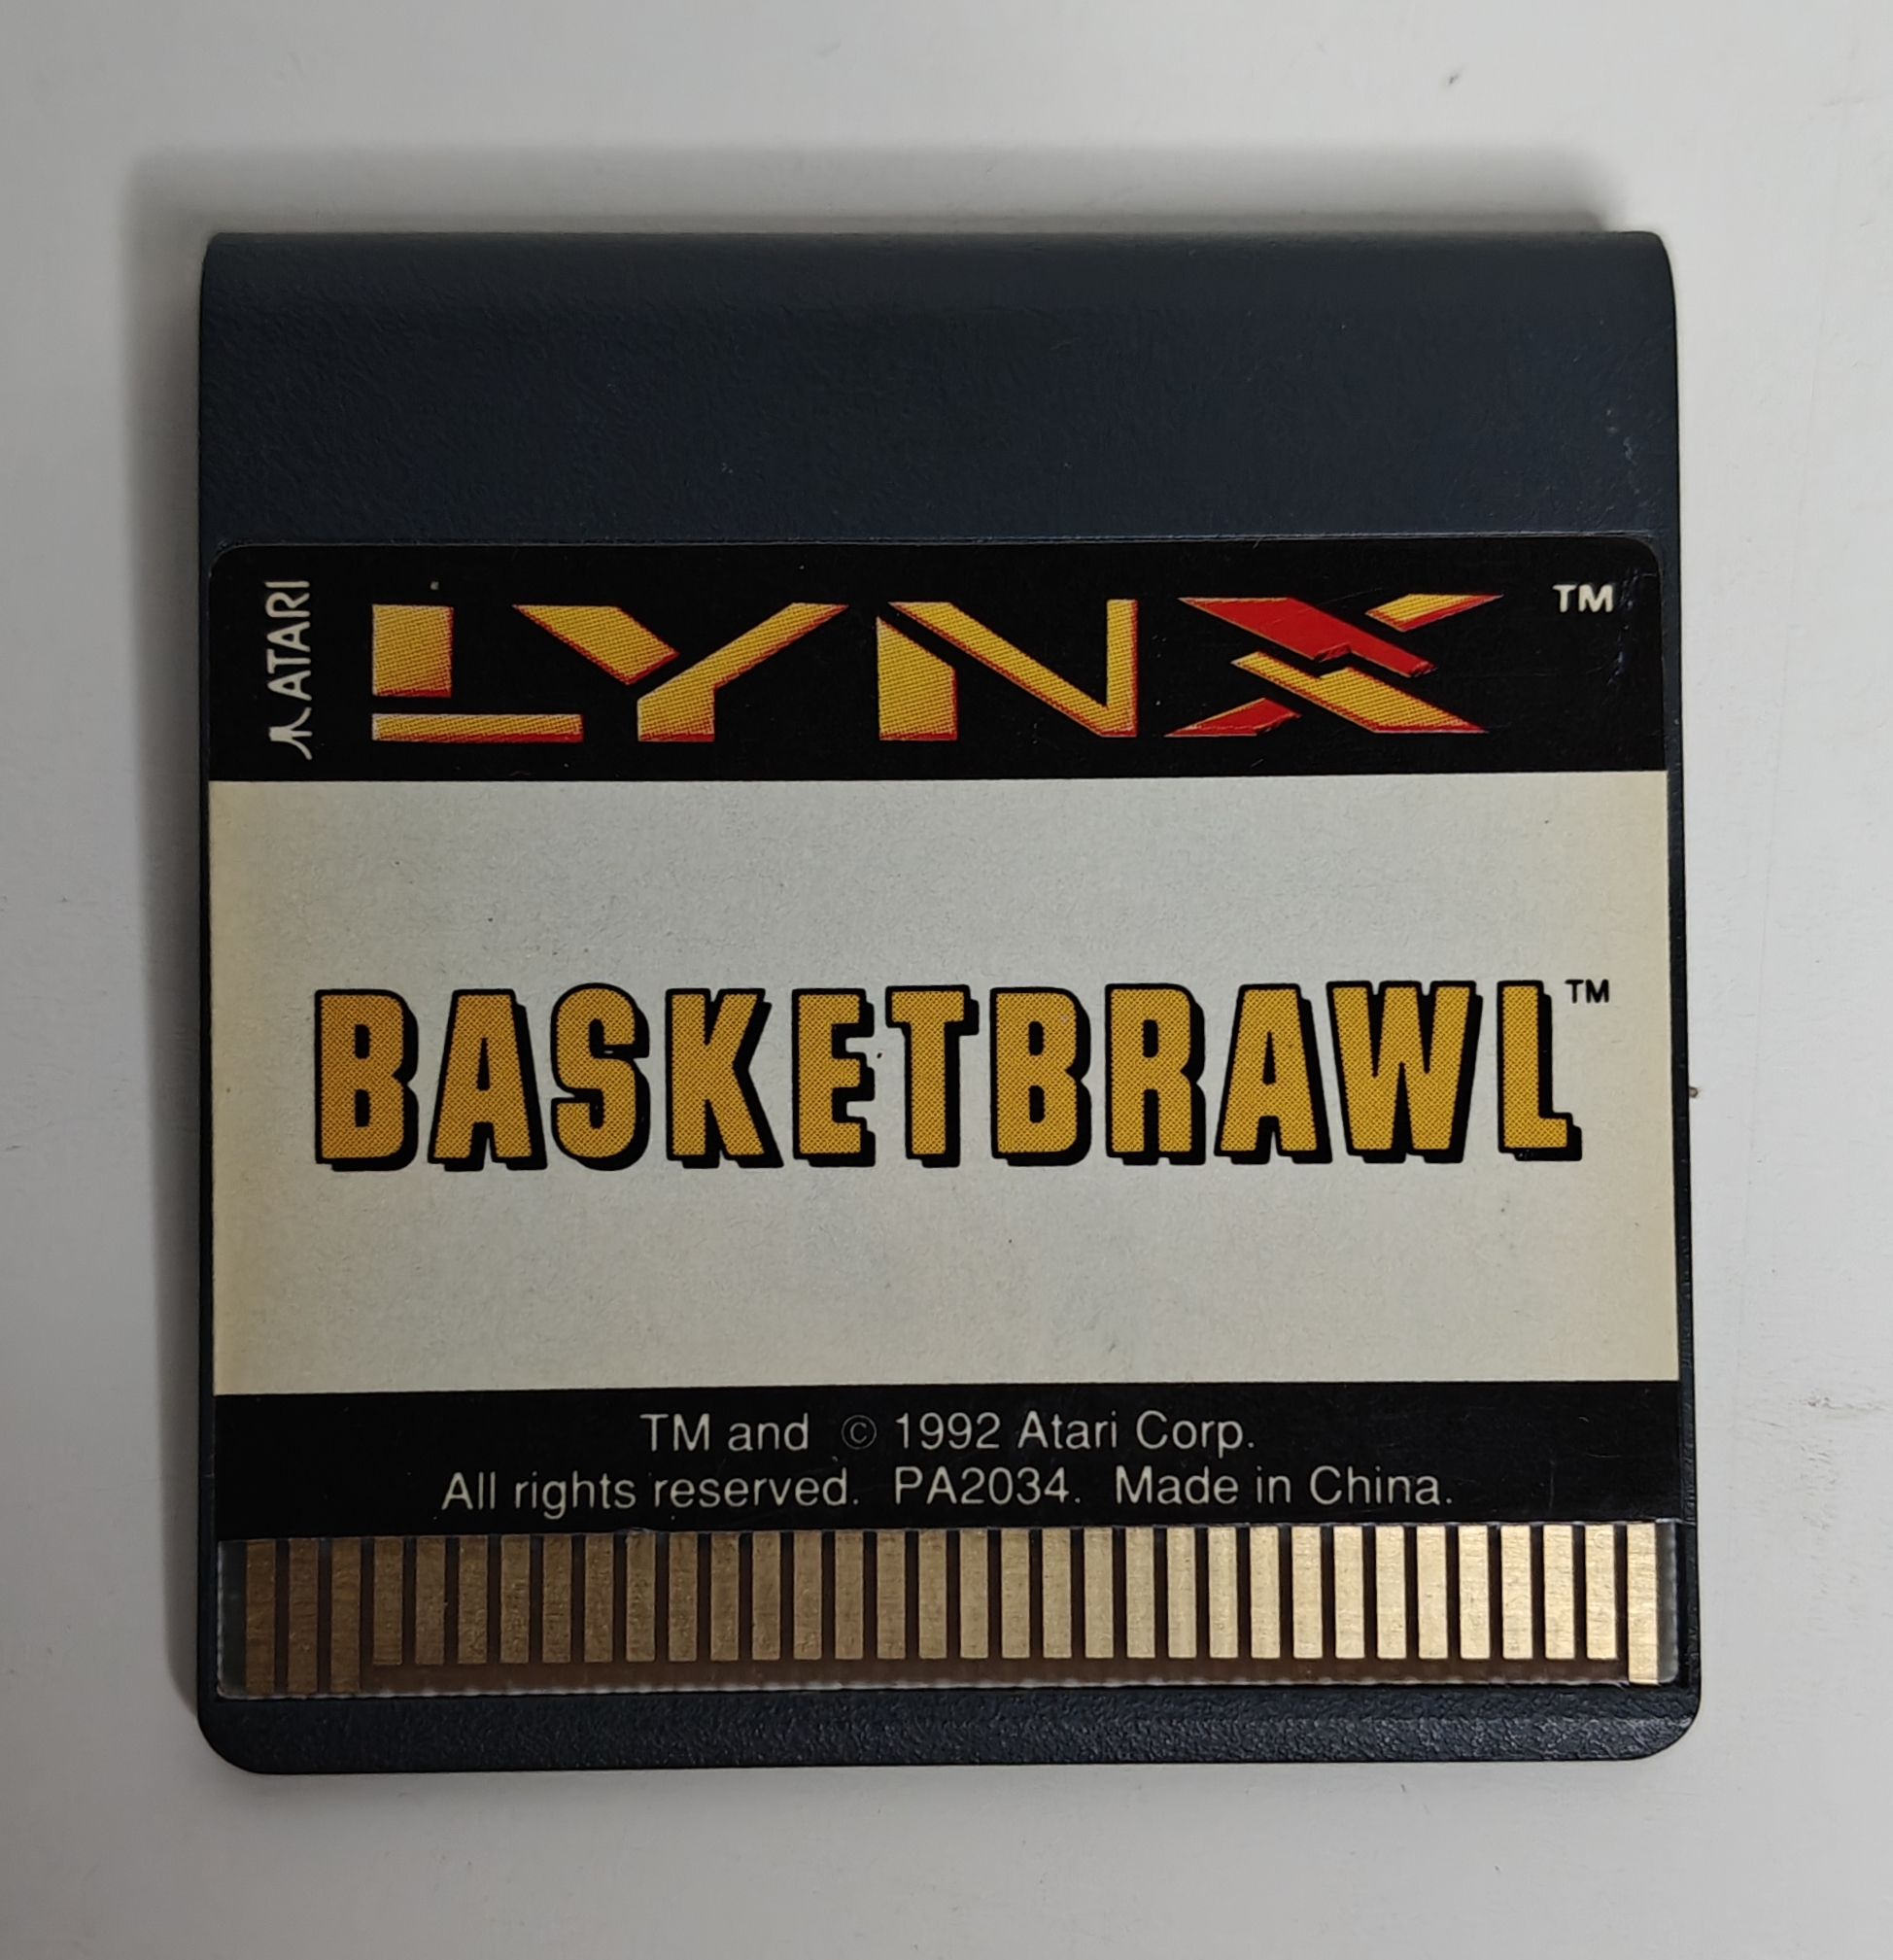 ATARI
LYNX™
BASKETBRAWL™
TM and © 1992 Atari Corp.
All rights reserved. PA2034. Made in China.